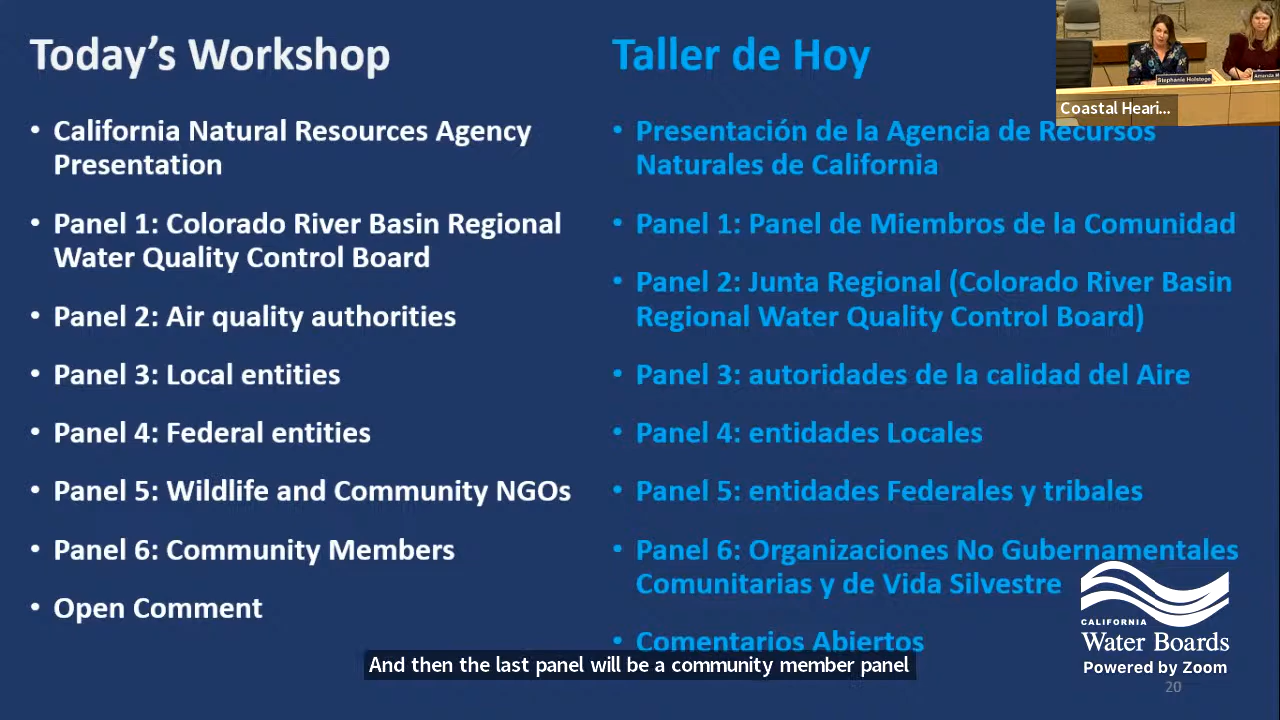 Today's Workshop
• California Natural Resources Agency
Presentation
• Panel 1: Colorado River Basin Regional
Water Quality Control Board
• Panel 2: Air quality authorities
• Panel 3: Local entities
• Panel 4: Federal entities
• Panel 5: Wildlife and Community NGOs
• Panel 6: Community Members
• Open Comment
Taller de Hoy
• Presentación de la Agencia de Recursos
Naturales de California
• Panel 1: Panel de Miembros de la Comunidad
• Panel 2: Junta Regional (Colorado River Basin
Regional Water Quality Control Board)
• Panel 3: autoridades de la calidad del Aire
• Panel 4: entidades Locales
• Panel 5: entidades Federales y tribales
• Panel 6: Organizaciones No Gubernamentales
Comunitarias y de Vida Silvestre
• Comentarios Abiertos
Stephanie Holstege
Amanda M
Coastal Heari...
And then the last panel will be a community member panel
CALIFORNIA
Water Boards
Powered by Zoom
20